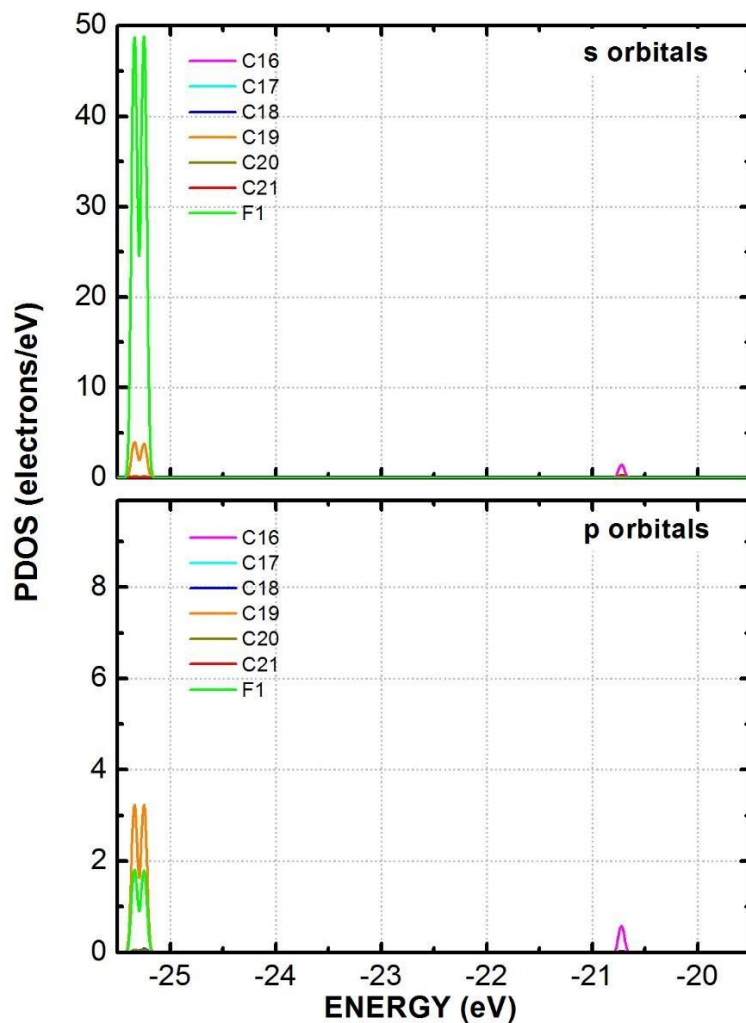 50
s orbitals
C16
C17
40
C18
C19
C20
30
C21
F1
20
10
0
PDOS (electrons/eV)
p orbitals
C16
8
C17
C18
C19
6
C20
C21
F1
4
2
0
-25 -24 -23 -22 -21 -20
ENERGY (eV)